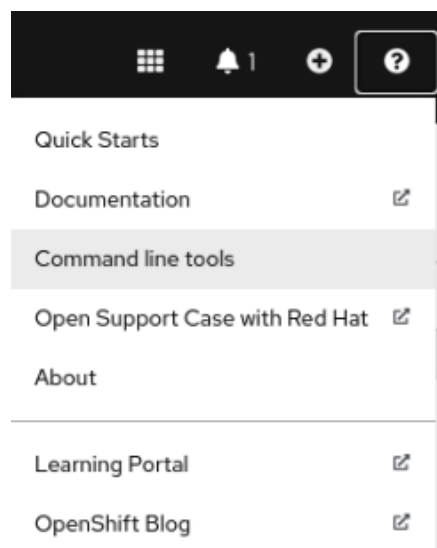 1
Quick Starts
Documentation
Command line tools
Open Support Case with Red Hat
About
Learning Portal
OpenShift Blog